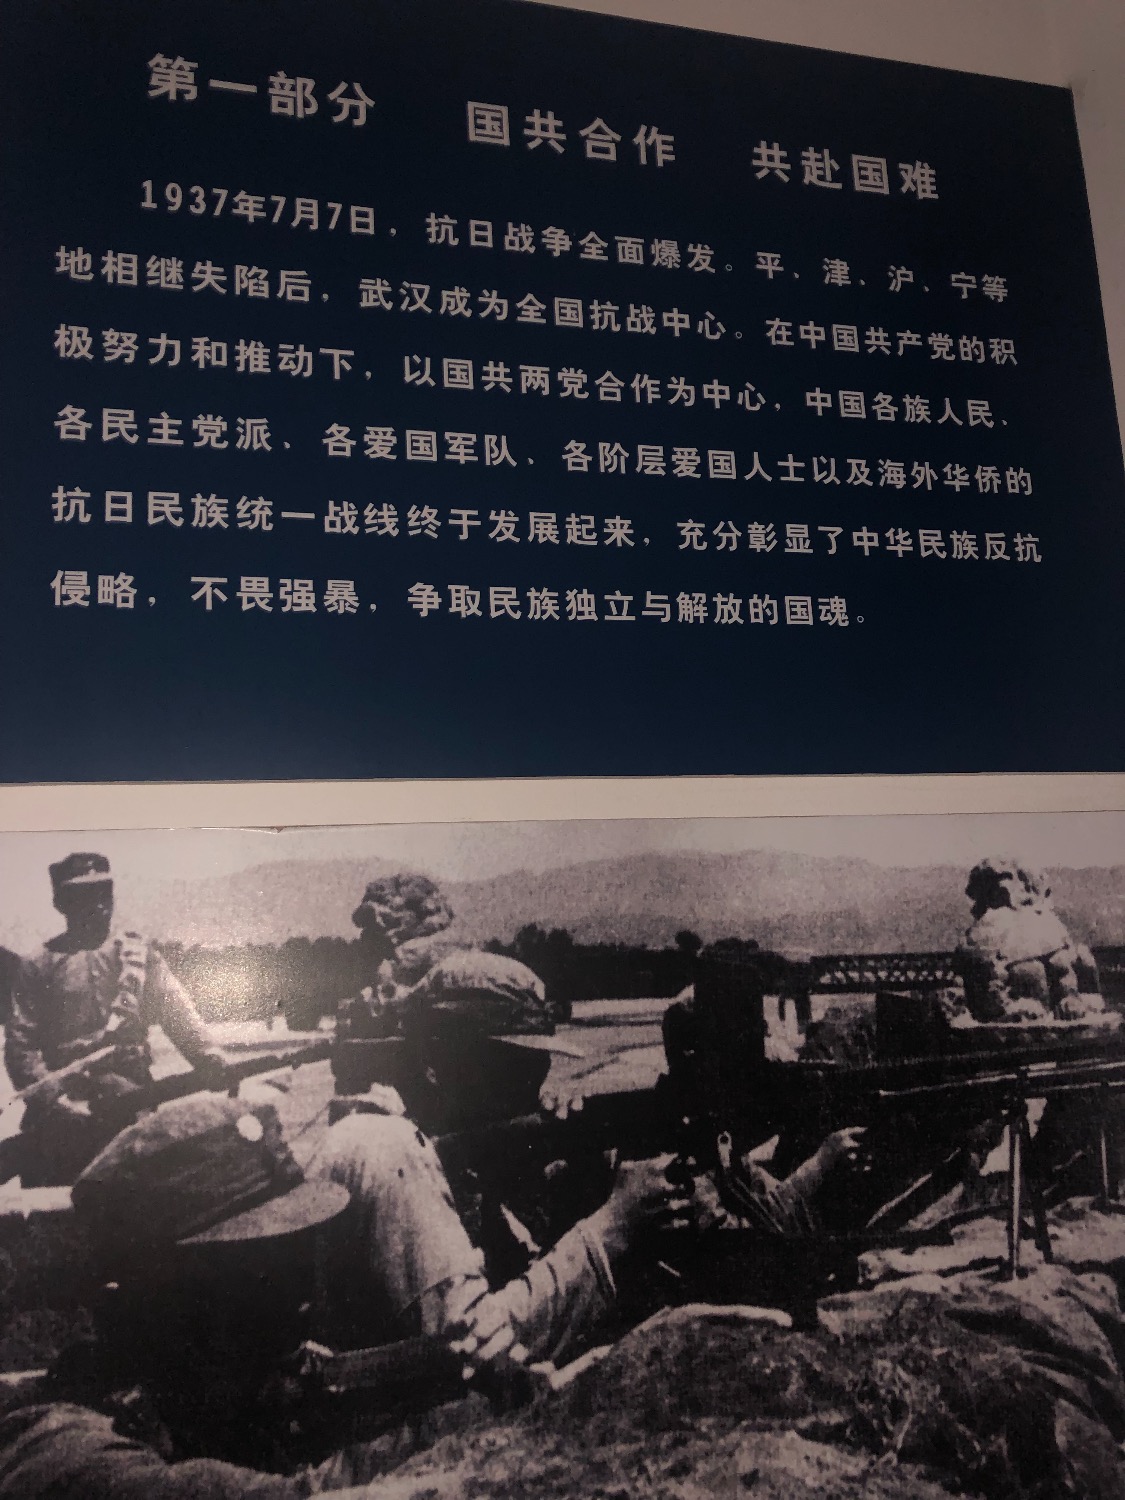 第一部分 国共合作 共赴国难
1937年7月7日，抗日战争全面爆发。平、津、沪、宁等
地相继失陷后，武汉成为全国抗战中心。在中国共产党的积
极努力和推动下，以国共两党合作为中心，中国各族人民、
各民主党派、各爱国军队、各阶层爱国人士以及海外华侨的
抗日民族统一战线终于发展起来，充分彰显了中华民族反抗
侵略，不畏强暴，争取民族独立与解放的国魂。